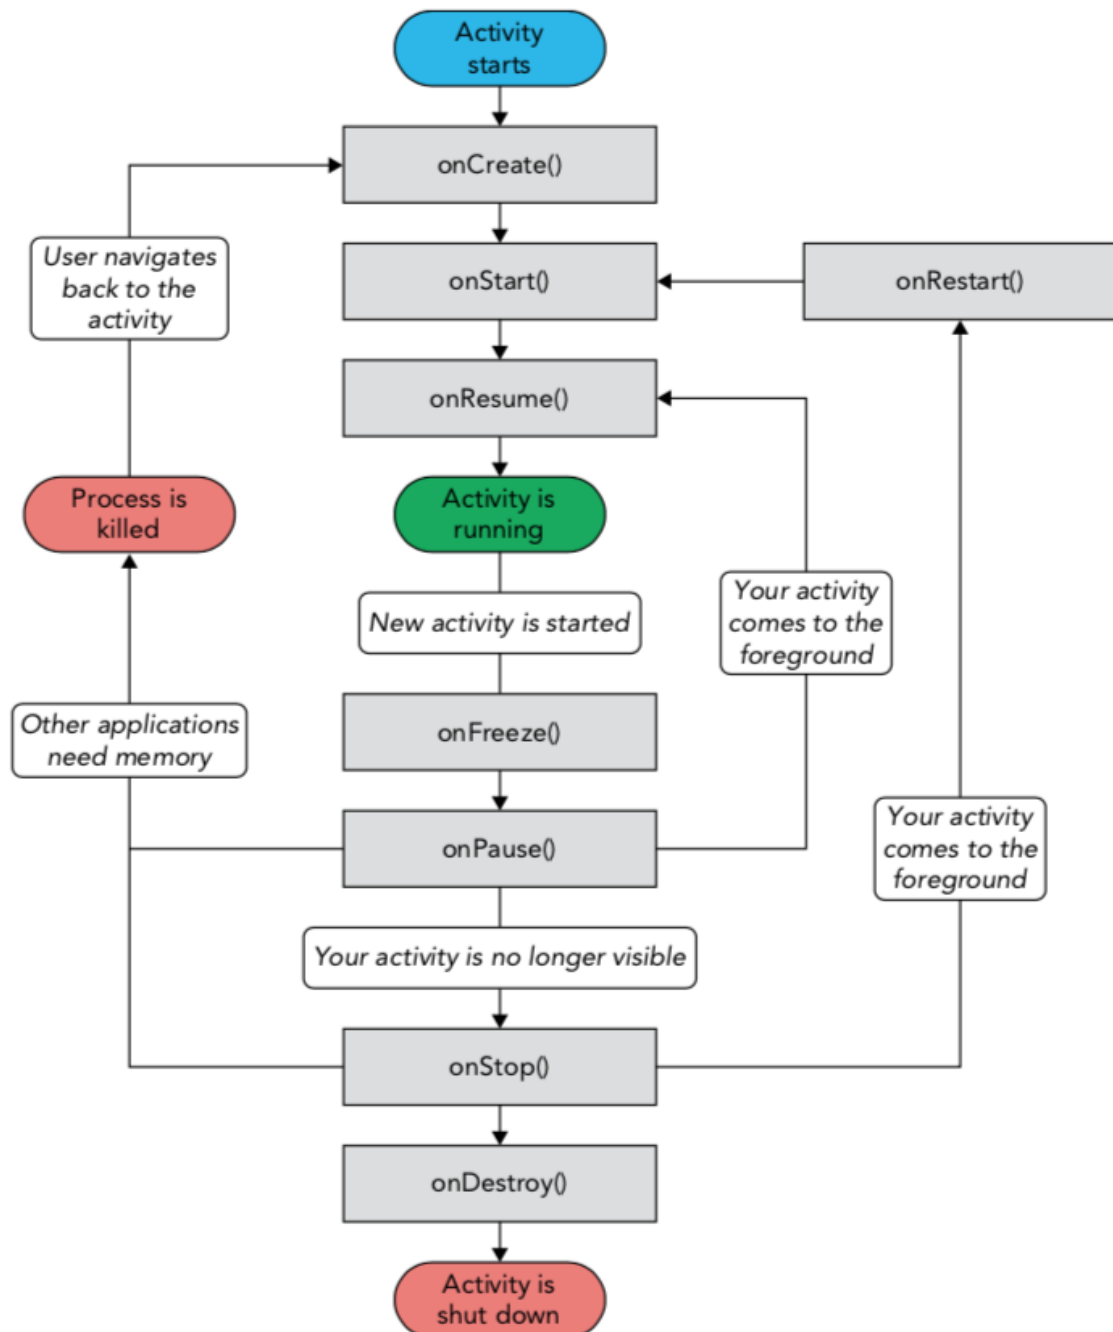 Activity
starts
onCreate()
User navigates
back to the
activity
onStart()
onRestart()
onResume()
Process is
killed
Activity is
running
New activity is started
Your activity
comes to the
foreground
Other applications
need memory
onFreeze()
onPause()
Your activity
comes to the
foreground
Your activity is no longer visible
onStop()
onDestroy()
Activity is
shut down